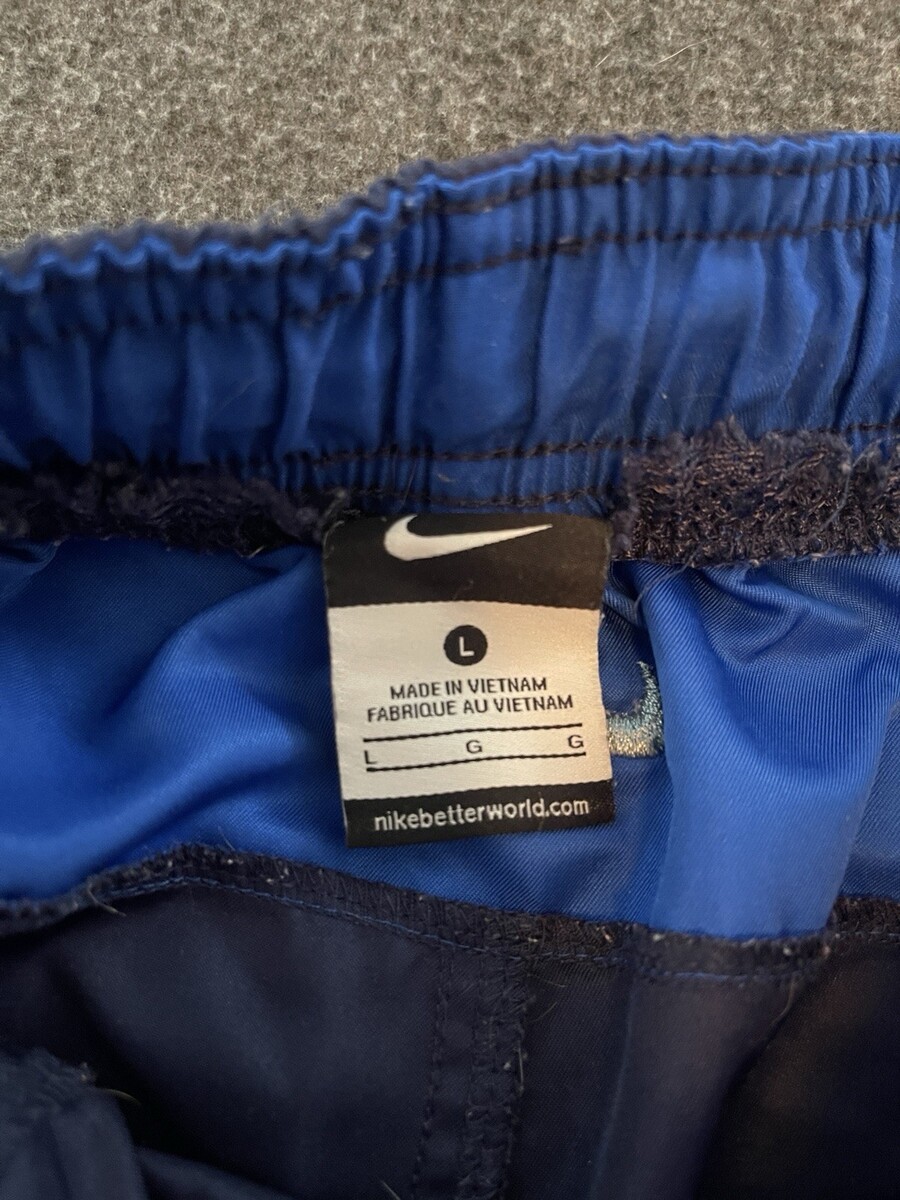 L
MADE IN VIETNAM
FABRIQUE AU VIETNAM
L G G
nikebetterworld.com